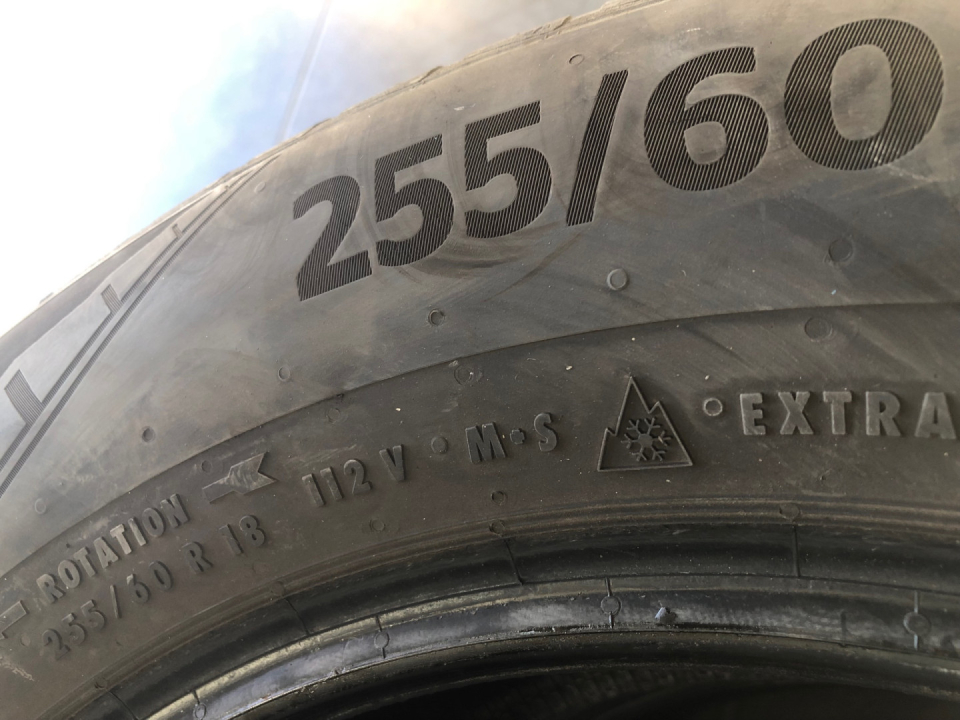 255/60
ROTATION
255/60 R 18 112 V • M•S • EXTRA